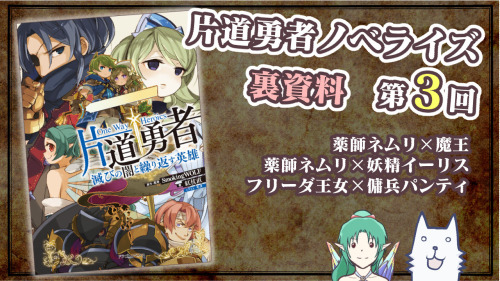 片道勇者ノベライズ
裏資料 第3回
薬師ネムリ×魔王
薬師ネムリ×妖精イーリス
フリーダ王女×傭兵パンティ
One Way Heroics
片道勇者
滅びの闇と繰り返す英雄
SmokingWOLF